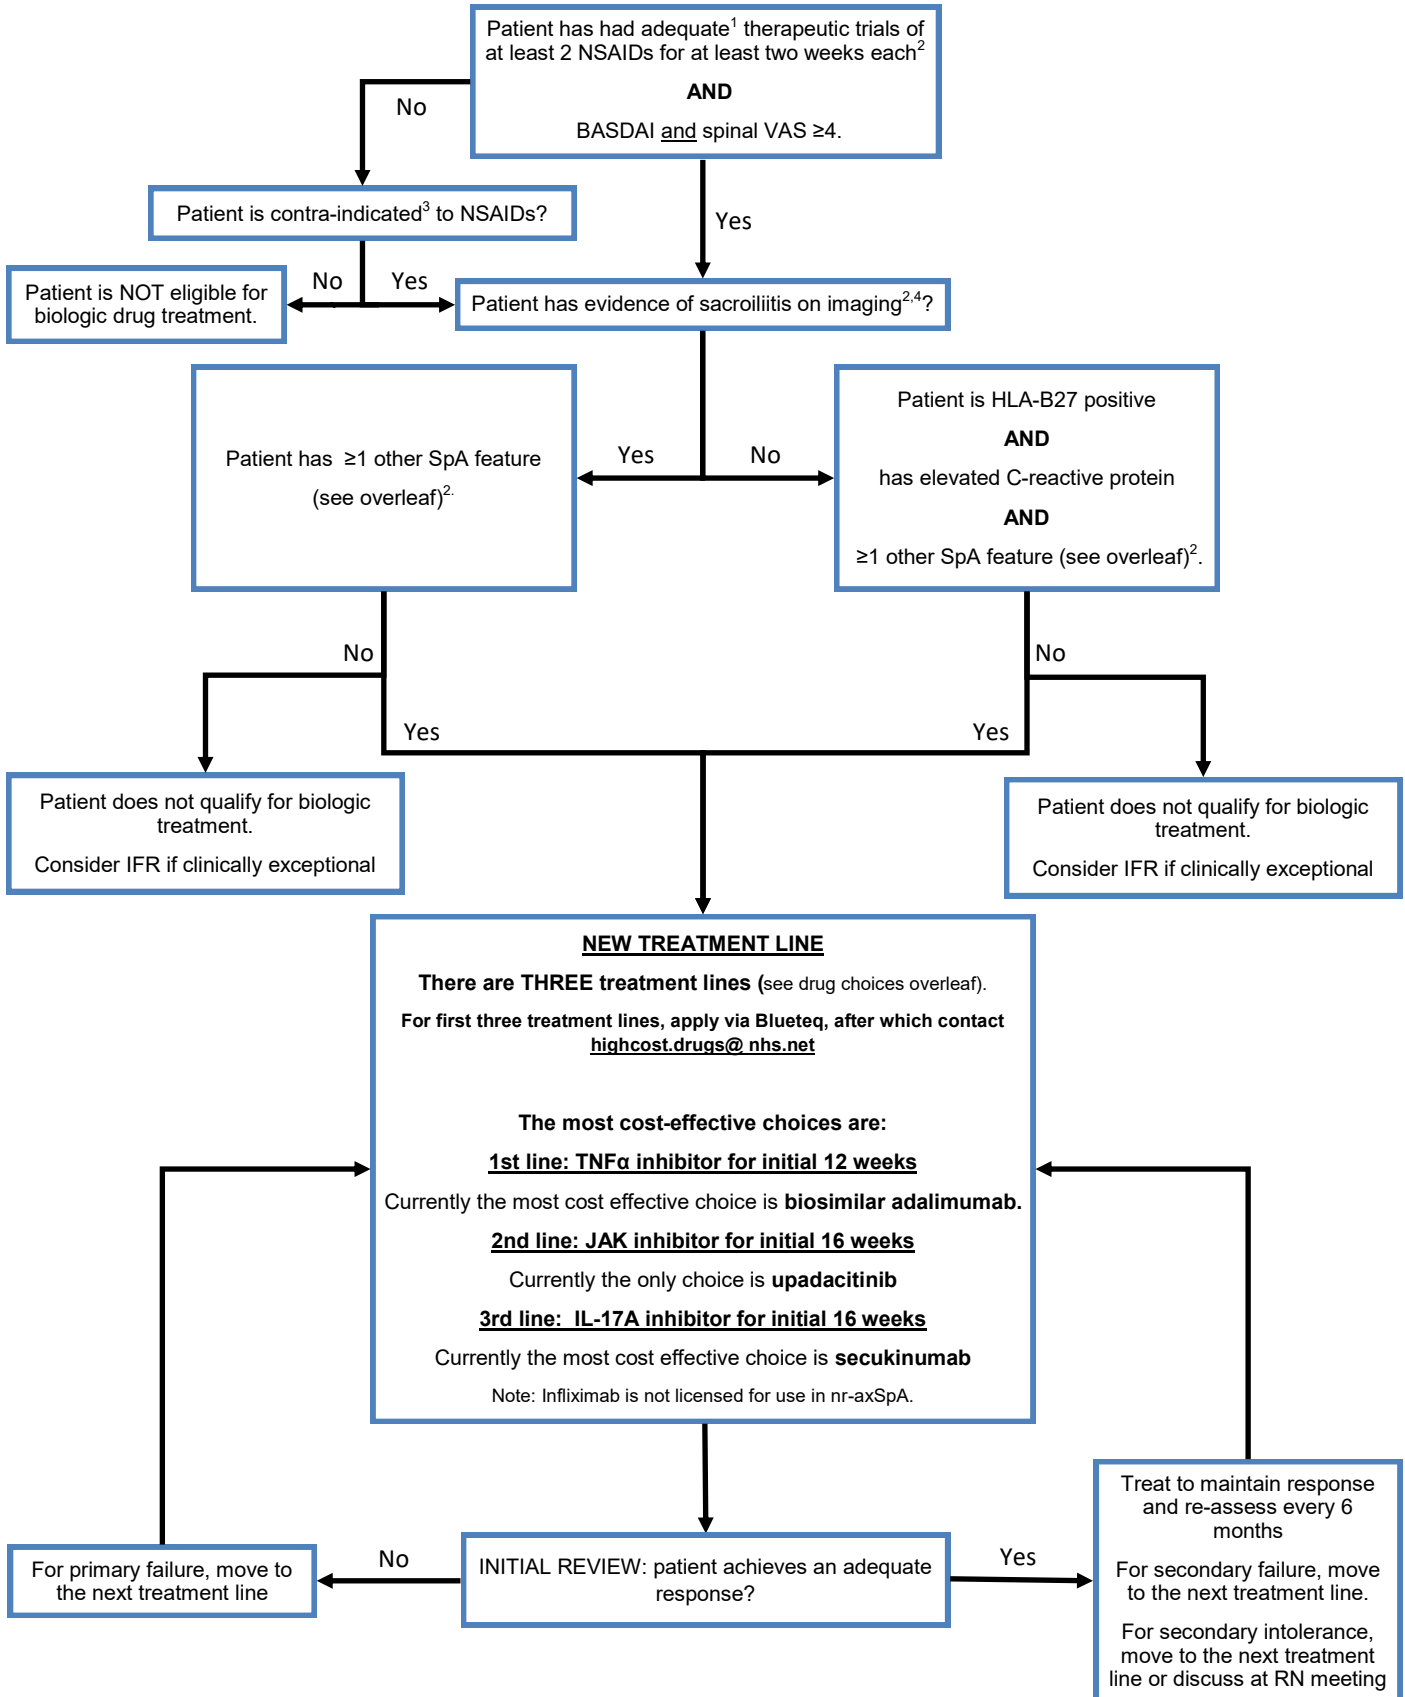 Patient has had adequate1 therapeutic trials of
at least 2 NSAIDs for at least two weeks each2
AND
BASDAI and spinal VAS ≥4.
No
Yes
Patient is contra-indicated3 to NSAIDs?
No
Yes
Patient is NOT eligible for
biologic drug treatment.
Patient has evidence of sacroiliitis on imaging2,4?
Yes
No
Patient has ≥1 other SpA feature
(see overleaf)2.
Patient is HLA-B27 positive
AND
has elevated C-reactive protein
AND
≥1 other SpA feature (see overleaf)2.
No
Yes
Yes
No
Patient does not qualify for biologic
treatment.
Consider IFR if clinically exceptional
Patient does not qualify for biologic
treatment.
Consider IFR if clinically exceptional
NEW TREATMENT LINE
There are THREE treatment lines (see drug choices overleaf).
For first three treatment lines, apply via Blueteq, after which contact
highcost.drugs@ nhs.net
The most cost-effective choices are:
1st line: TNFα inhibitor for initial 12 weeks
Currently the most cost effective choice is biosimilar adalimumab.
2nd line: JAK inhibitor for initial 16 weeks
Currently the only choice is upadacitinib
3rd line: IL-17A inhibitor for initial 16 weeks
Currently the most cost effective choice is secukinumab
Note: Infliximab is not licensed for use in nr-axSpA.
INITIAL REVIEW: patient achieves an adequate
response?
No
Yes
For primary failure, move to
the next treatment line
Treat to maintain response
and re-assess every 6
months
For secondary failure, move
to the next treatment line.
For secondary intolerance,
move to the next treatment
line or discuss at RN meeting